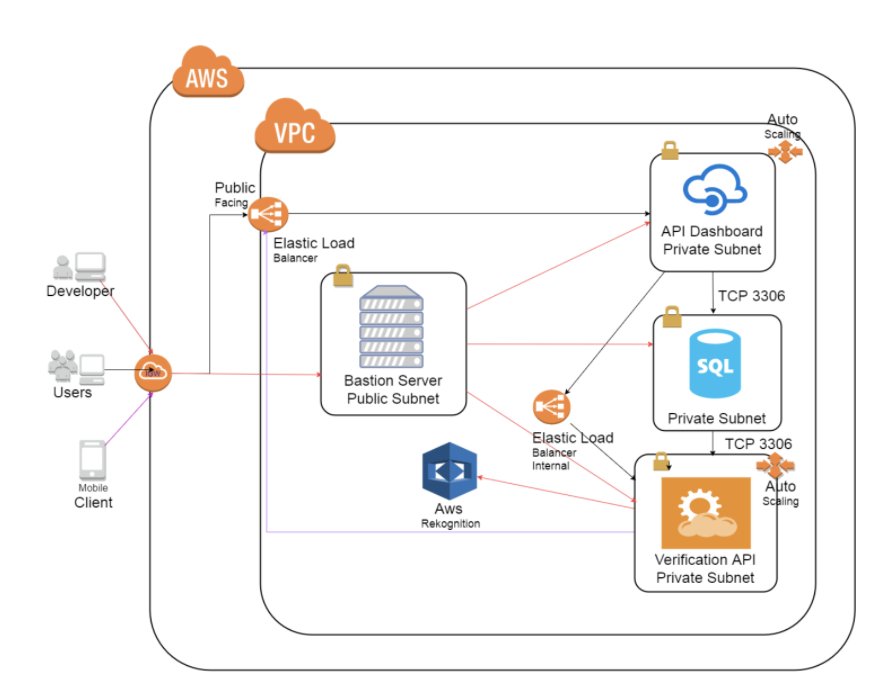 AWS
VPC
Auto
Scaling
Public
Facing
API Dashboard
Private Subnet
Elastic Load
Balancer
Developer
TCP 3306
SQL
Bastion Server
Public Subnet
IGW
Users
Private Subnet
Elastic Load
Balancer
Internal
TCP 3306
Mobile
Client
Aws
Rekognition
Auto
Scaling
Verification API
Private Subnet